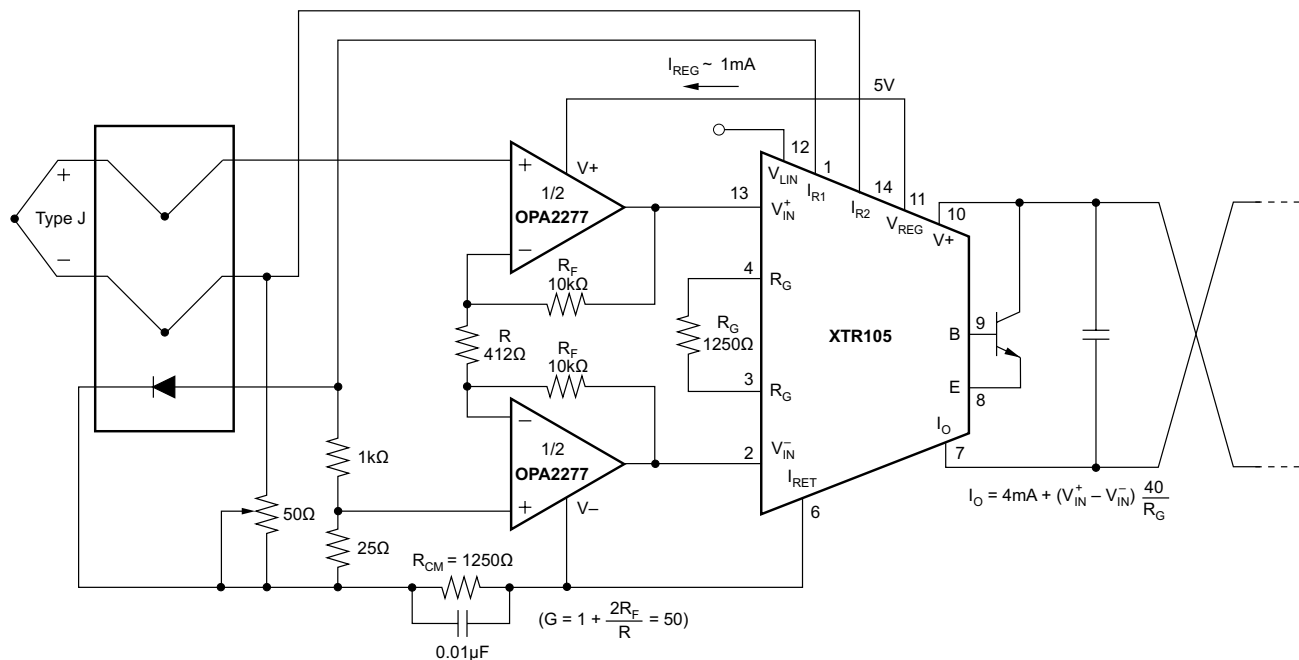 I_REG ~ 1mA
5V
12
1
14
11
10
V_LIN
I_R1
I_R2
V_REG
V+
+
Type J
–
+
1/2
OPA2277
–
V+
13
V_IN^+
R_F
10kΩ
4
R_G
R
412Ω
R_G
1250Ω
XTR105
B
9
R_F
10kΩ
3
R_G
E
8
–
1/2
OPA2277
+
V–
2
V_IN^–
I_RET
6
I_O
7
1kΩ
50Ω
25Ω
R_CM = 1250Ω
0.01μF
(G = 1 + 2R_F/R = 50)
I_O = 4mA + (V_IN^+ – V_IN^–) 40/R_G